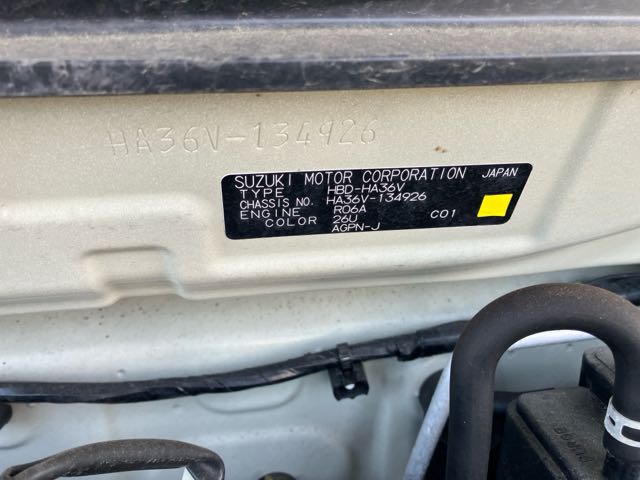 HA36V-134926
SUZUKI MOTOR CORPORATION JAPAN
TYPE HBD-HA36V
CHASSIS NO. HA36V-134926
ENGINE R06A
COLOR 26U C01
AGPN-J